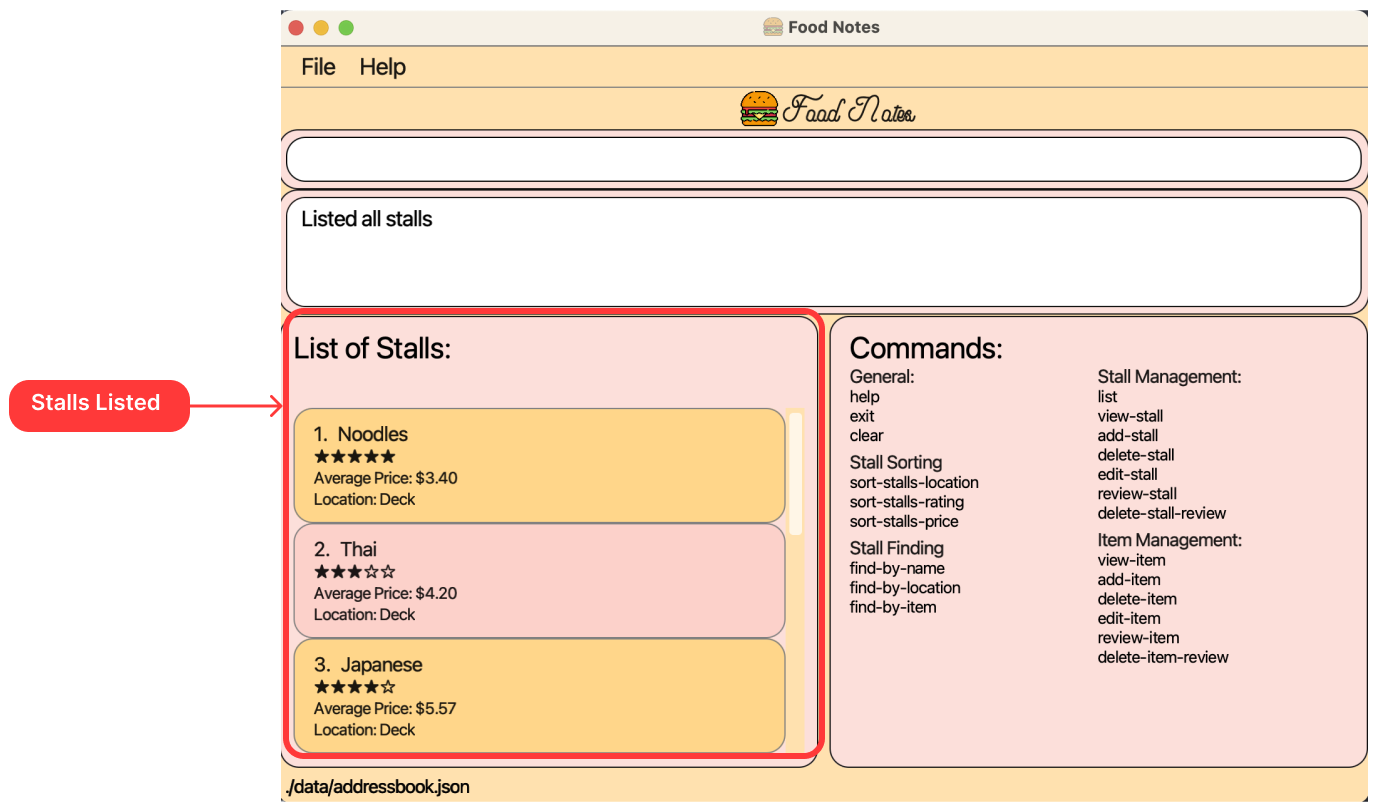 Food Notes
File Help
Food Notes
Listed all stalls
Stalls Listed
List of Stalls:
1. Noodles
★★★★★
Average Price: $3.40
Location: Deck
2. Thai
★★★☆☆
Average Price: $4.20
Location: Deck
3. Japanese
★★★★☆
Average Price: $5.57
Location: Deck
Commands:
General:
help
exit
clear
Stall Sorting
sort-stalls-location
sort-stalls-rating
sort-stalls-price
Stall Finding
find-by-name
find-by-location
find-by-item
Stall Management:
list
view-stall
add-stall
delete-stall
edit-stall
review-stall
delete-stall-review
Item Management:
view-item
add-item
delete-item
edit-item
review-item
delete-item-review
./data/addressbook.json